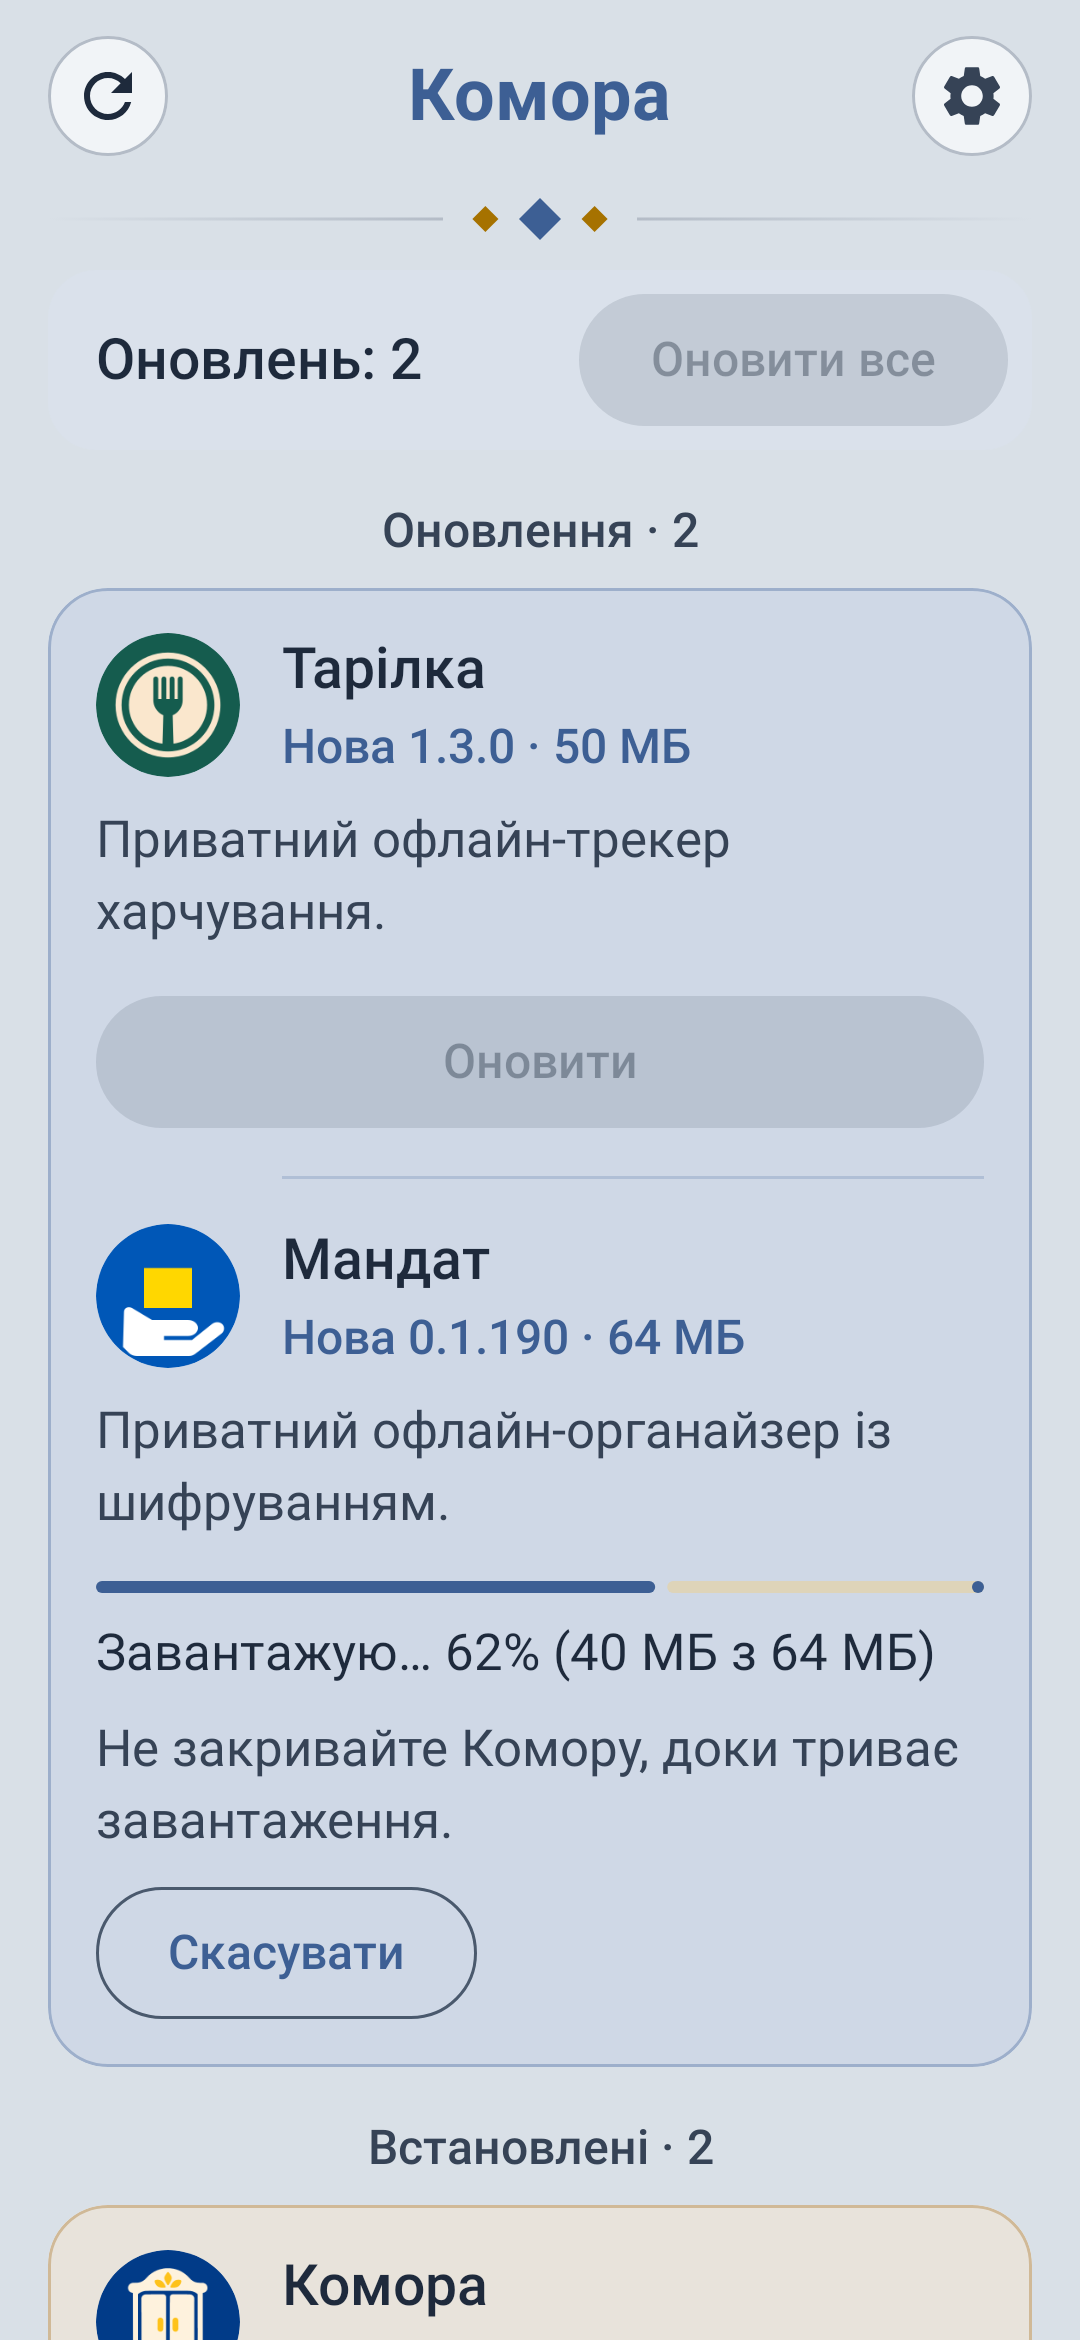 Комора
Оновлень: 2
Оновити все
Оновлення · 2
Тарілка
Нова 1.3.0 · 50 МБ
Приватний офлайн-трекер
харчування.
Оновити
Мандат
Нова 0.1.190 · 64 МБ
Приватний офлайн-органайзер із
шифруванням.
Завантажую… 62% (40 МБ з 64 МБ)
Не закривайте Комору, доки триває
завантаження.
Скасувати
Встановлені · 2
Комора